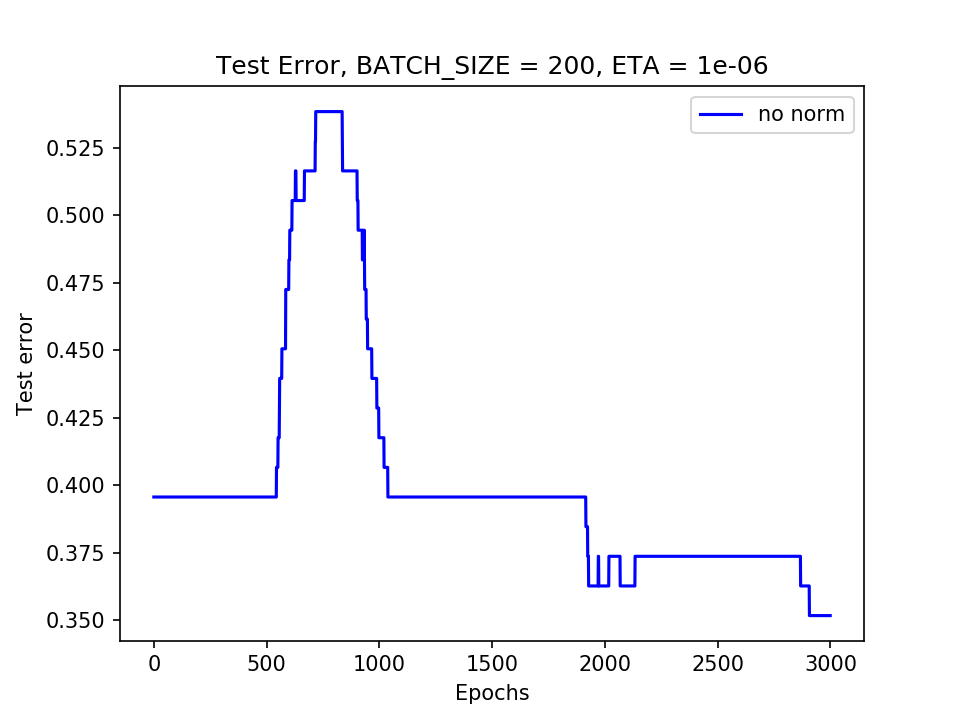 Test Error, BATCH_SIZE = 200, ETA = 1e-06
no norm
0.525
0.500
0.475
0.450
0.425
0.400
0.375
0.350
Test error
0 500 1000 1500 2000 2500 3000
Epochs